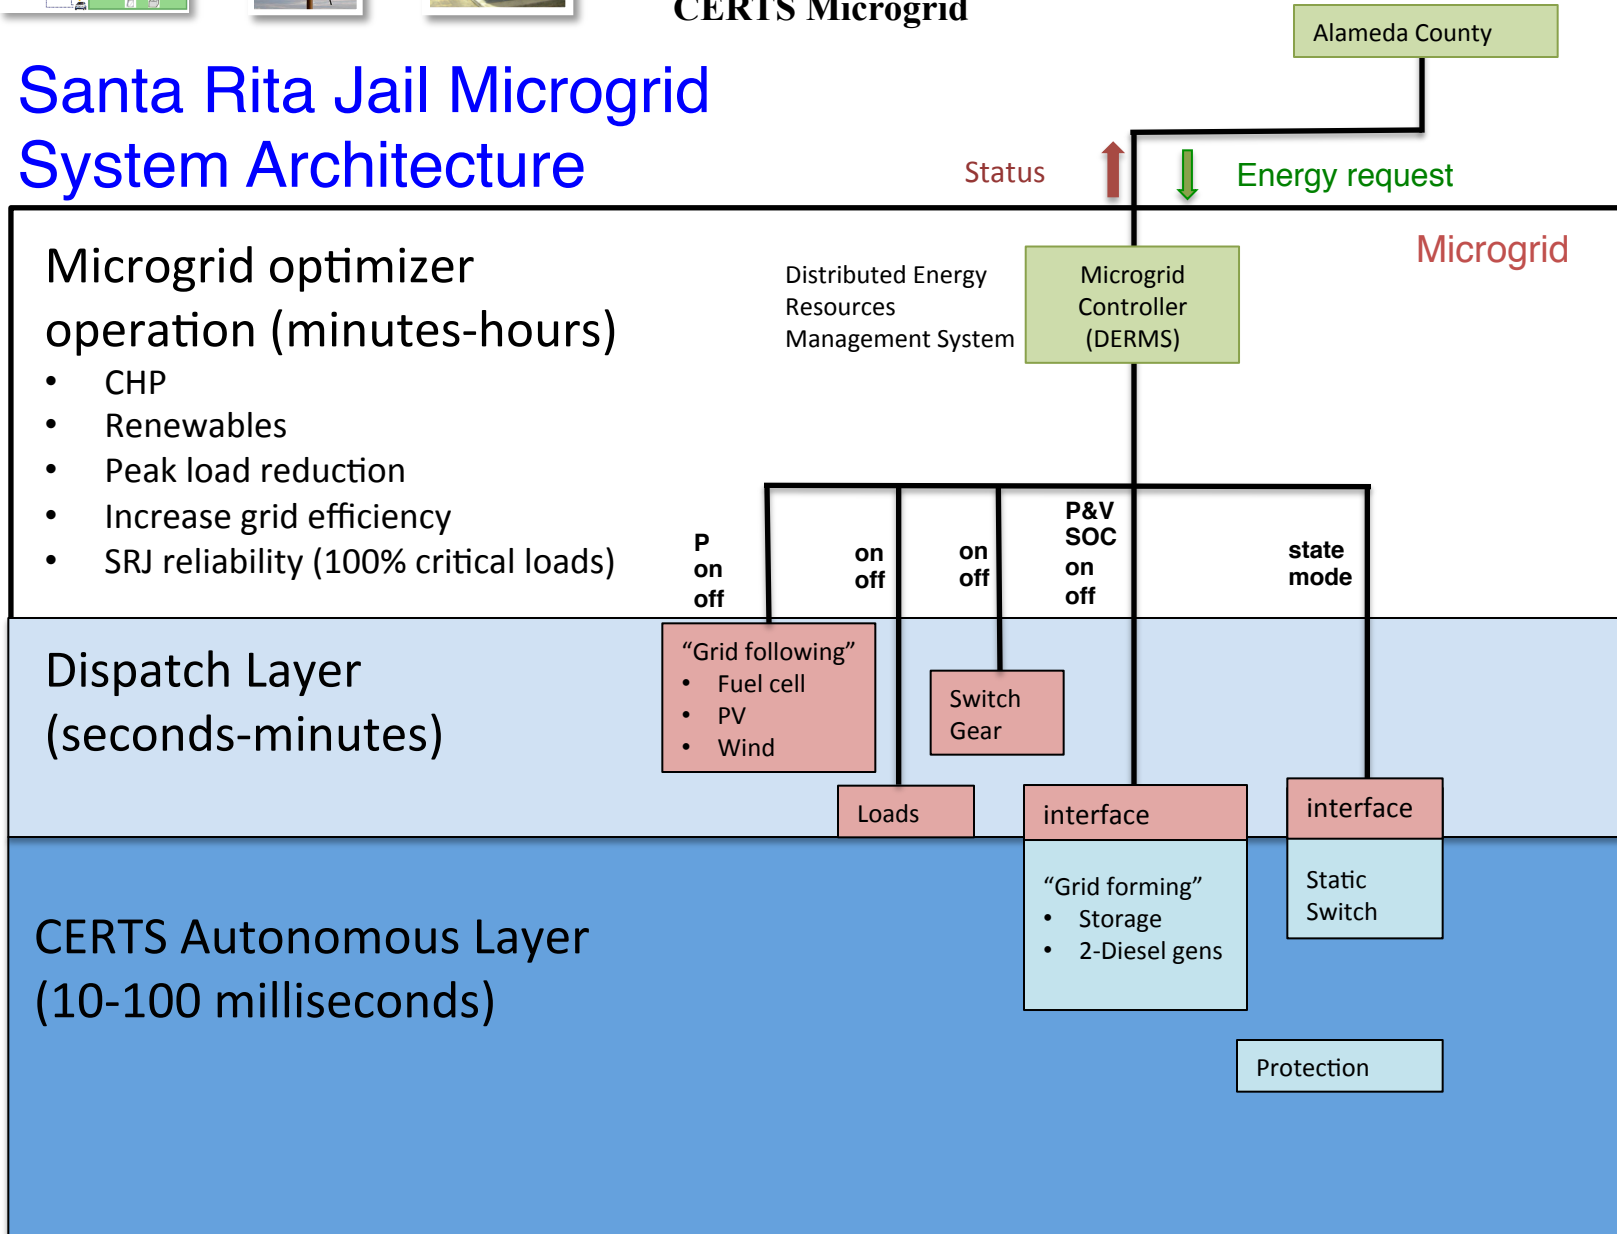 CERTS Microgrid
Alameda County
Santa Rita Jail Microgrid
System Architecture
Status
Energy request
Microgrid
Microgrid optimizer
operation (minutes-hours)
• CHP
• Renewables
• Peak load reduction
• Increase grid efficiency
• SRJ reliability (100% critical loads)
Distributed Energy
Resources
Management System
Microgrid
Controller
(DERMS)
P
on
off
on
off
on
off
P&V
SOC
on
off
state
mode
Dispatch Layer
(seconds-minutes)
“Grid following”
• Fuel cell
• PV
• Wind
Switch
Gear
Loads
interface
interface
CERTS Autonomous Layer
(10-100 milliseconds)
“Grid forming”
• Storage
• 2-Diesel gens
Static
Switch
Protection